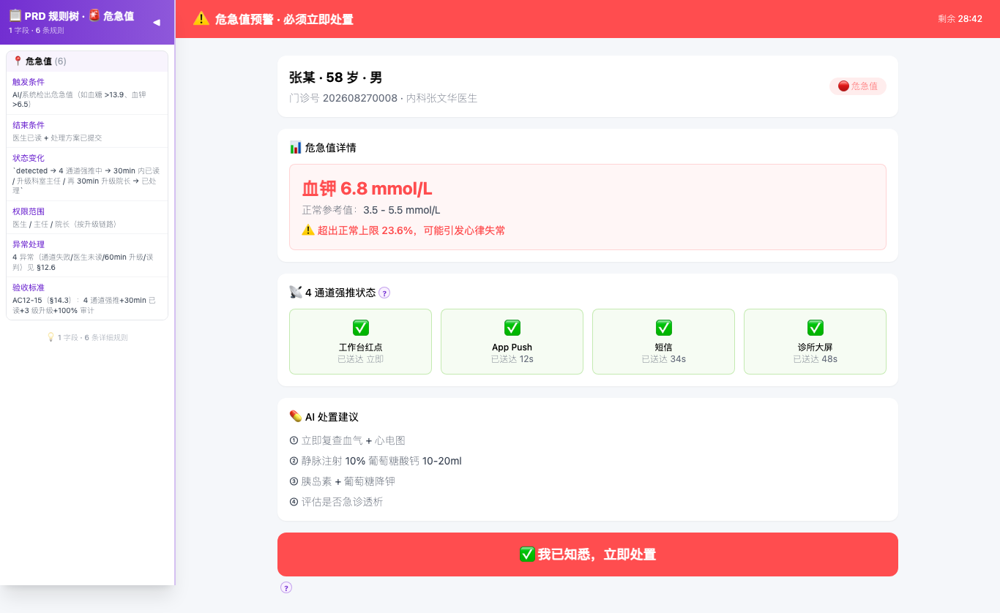 📋 PRD 规则树 · 🚨 危急值
1 字段 · 6 条规则
◀
📍 危急值 (6)
触发条件
AI/系统检出危急值（如血糖 >13.9、血钾
>6.5）
结束条件
医生已读 + 处理方案已提交
状态变化
`detected → 4 通道强推中 → 30min 内已读
/ 升级科室主任 / 再 30min 升级院长 → 已处
理`
权限范围
医生 / 主任 / 院长（按升级链路）
异常处理
4 异常（通道失败/医生未读/60min 升级/误
判）见 §12.6
验收标准
AC12-15（§14.3）：4 通道强推+30min 已
读+3 级升级+100% 审计
💡 1 字段 · 6 条详细规则
⚠️ 危急值预警 · 必须立即处置
剩余 28:42
张某 · 58 岁 · 男
门诊号 202608270008 · 内科张文华医生
🔴 危急值
📊 危急值详情
血钾 6.8 mmol/L
正常参考值：3.5 - 5.5 mmol/L
⚠️ 超出正常上限 23.6%，可能引发心律失常
📡 4 通道强推状态 ?
✅
工作台红点
已送达 立即
✅
App Push
已送达 12s
✅
短信
已送达 34s
✅
诊所大屏
已送达 48s
💊 AI 处置建议
① 立即复查血气 + 心电图
② 静脉注射 10% 葡萄糖酸钙 10-20ml
③ 胰岛素 + 葡萄糖降钾
④ 评估是否急诊透析
✅ 我已知悉，立即处置
?